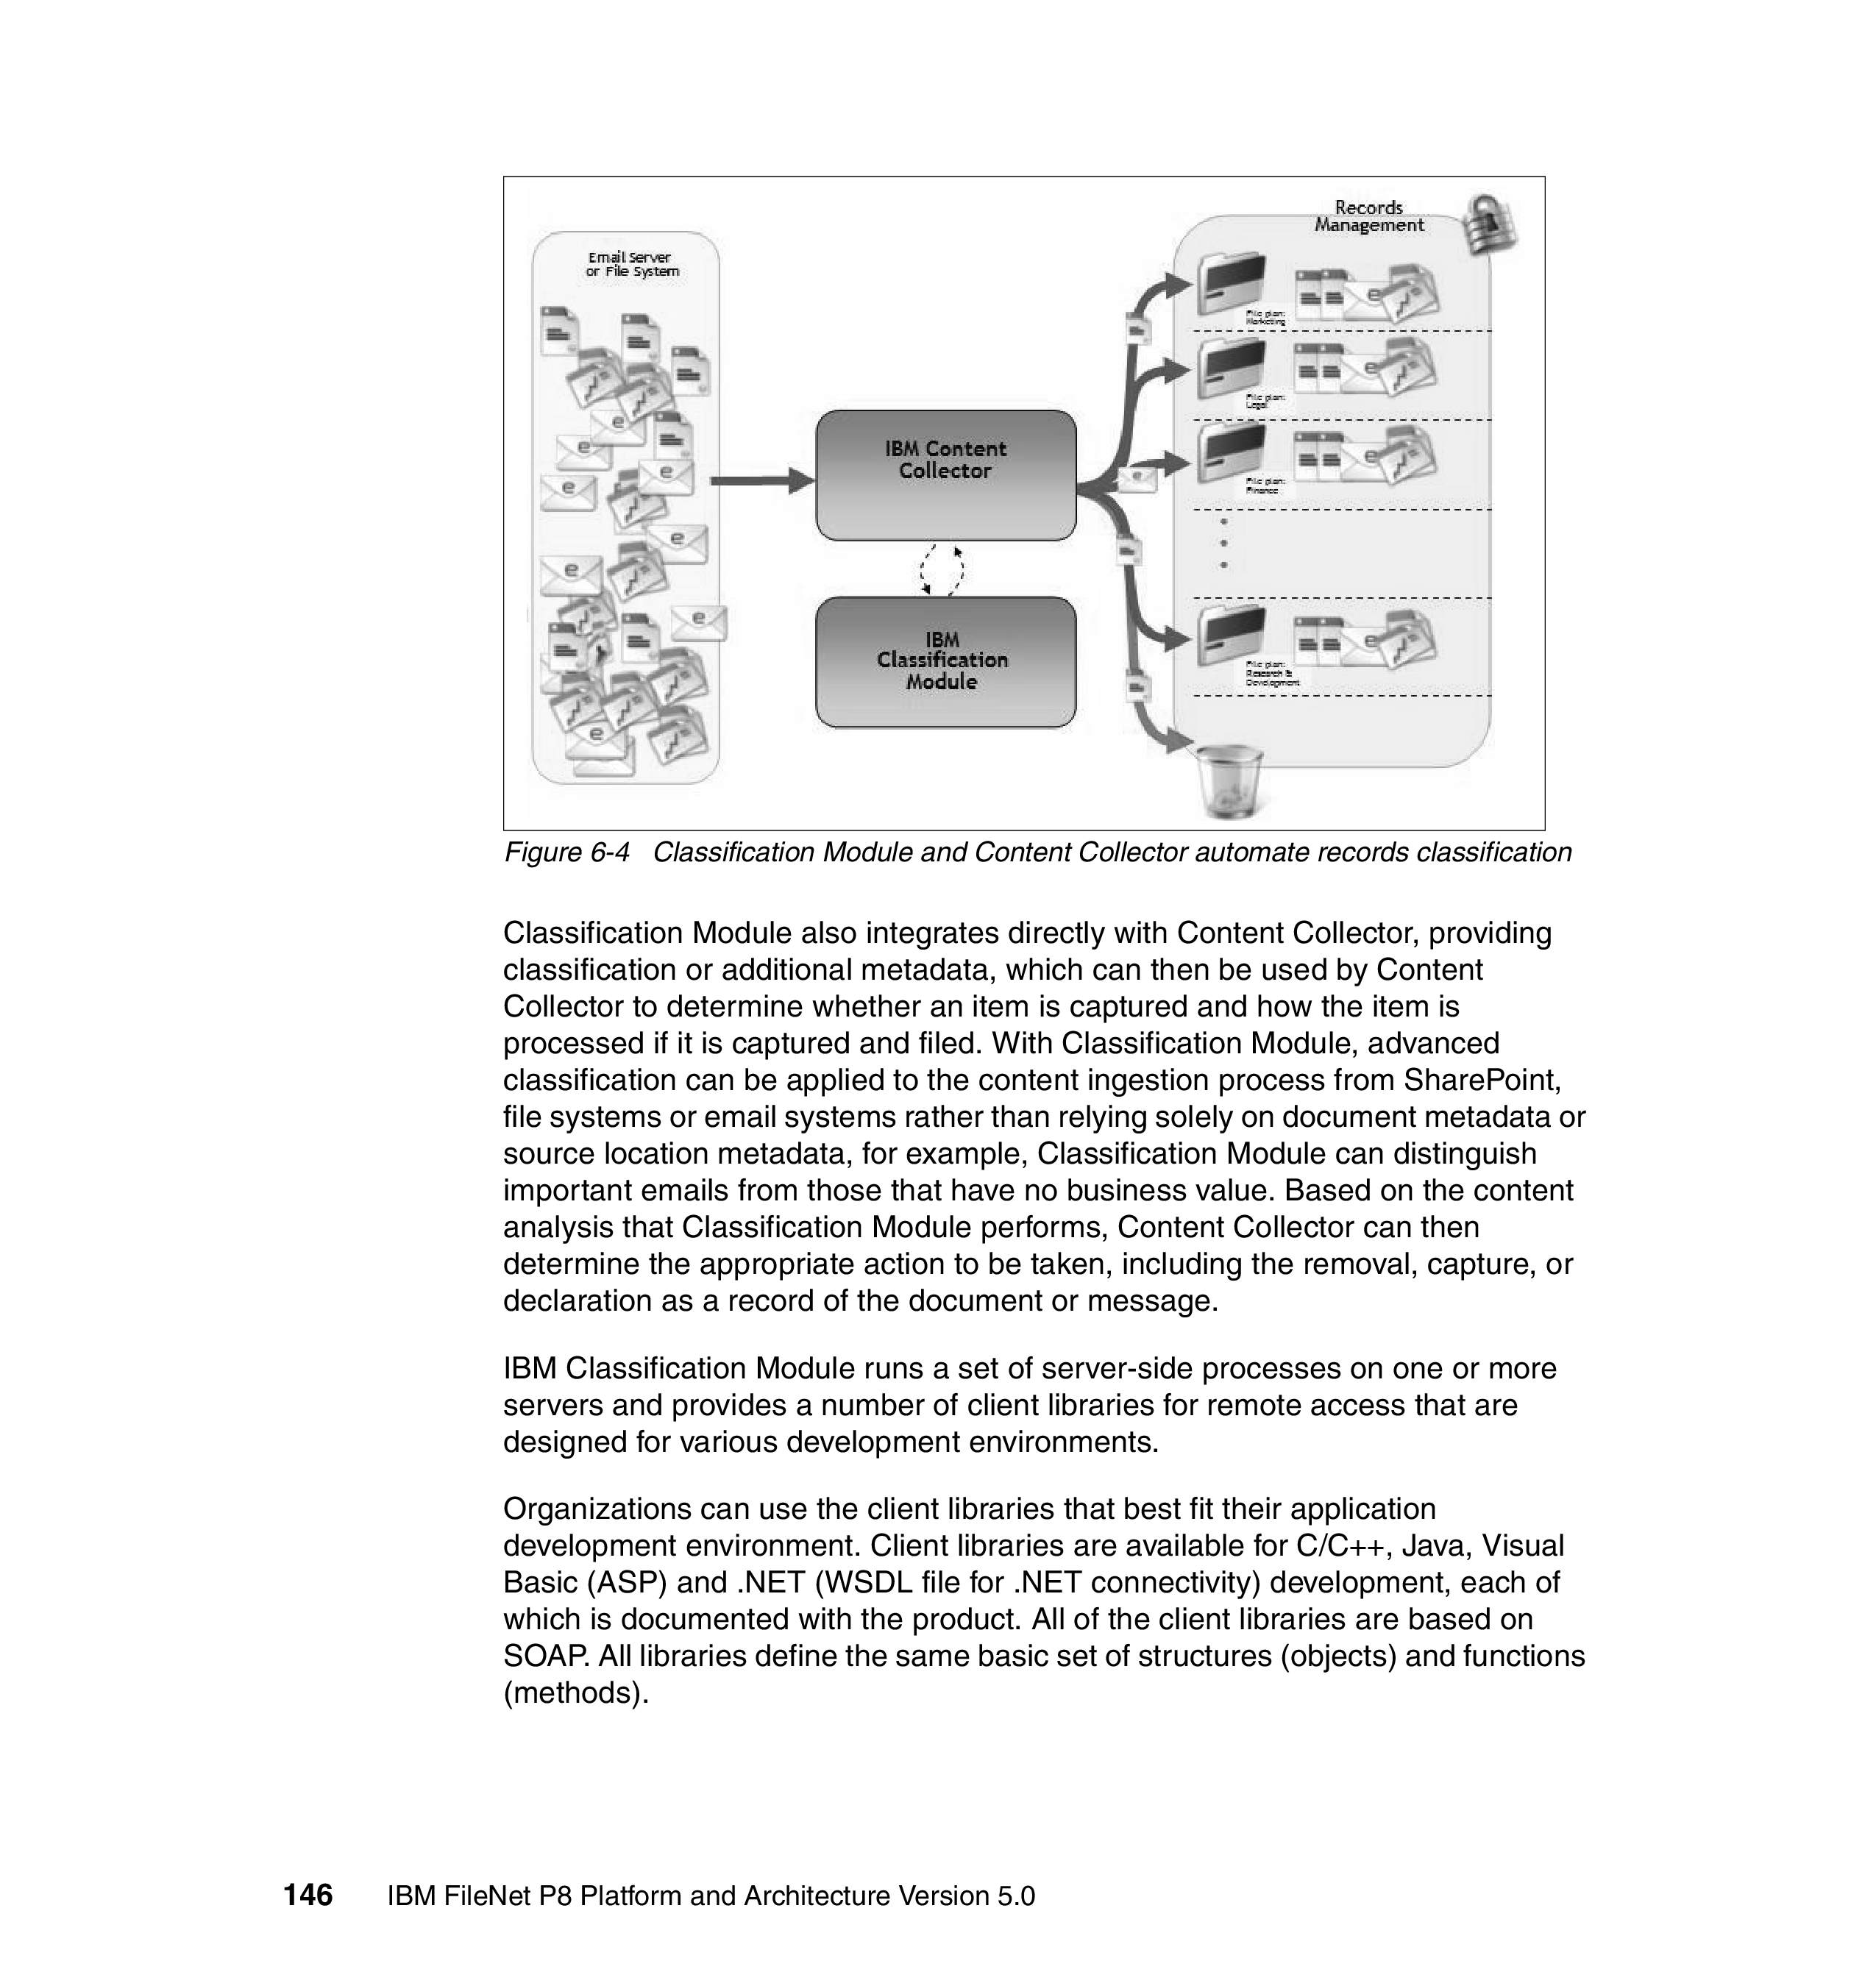 Records
Management
Email Server
or File System
File plan:
Marketing
File plan:
Legal
IBM Content
Collector
File plan:
Finance
IBM
Classification
Module
File plan:
Research &
Development
Figure 6-4 Classification Module and Content Collector automate records classification
Classification Module also integrates directly with Content Collector, providing
classification or additional metadata, which can then be used by Content
Collector to determine whether an item is captured and how the item is
processed if it is captured and filed. With Classification Module, advanced
classification can be applied to the content ingestion process from SharePoint,
file systems or email systems rather than relying solely on document metadata or
source location metadata, for example, Classification Module can distinguish
important emails from those that have no business value. Based on the content
analysis that Classification Module performs, Content Collector can then
determine the appropriate action to be taken, including the removal, capture, or
declaration as a record of the document or message.
IBM Classification Module runs a set of server-side processes on one or more
servers and provides a number of client libraries for remote access that are
designed for various development environments.
Organizations can use the client libraries that best fit their application
development environment. Client libraries are available for C/C++, Java, Visual
Basic (ASP) and .NET (WSDL file for .NET connectivity) development, each of
which is documented with the product. All of the client libraries are based on
SOAP. All libraries define the same basic set of structures (objects) and functions
(methods).
146 IBM FileNet P8 Platform and Architecture Version 5.0